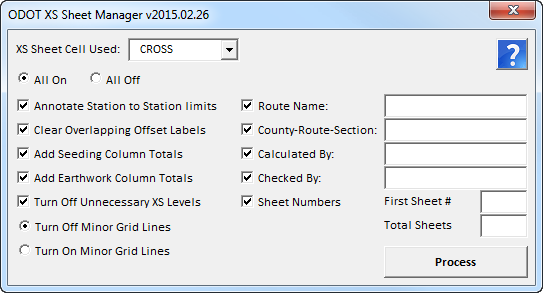 ODOT XS Sheet Manager v2015.02.26
XS Sheet Cell Used: CROSS
?
All On All Off
Annotate Station to Station limits Route Name:
Clear Overlapping Offset Labels County-Route-Section:
Add Seeding Column Totals Calculated By:
Add Earthwork Column Totals Checked By:
Turn Off Unnecessary XS Levels Sheet Numbers First Sheet #
Turn Off Minor Grid Lines Total Sheets
Turn On Minor Grid Lines
Process